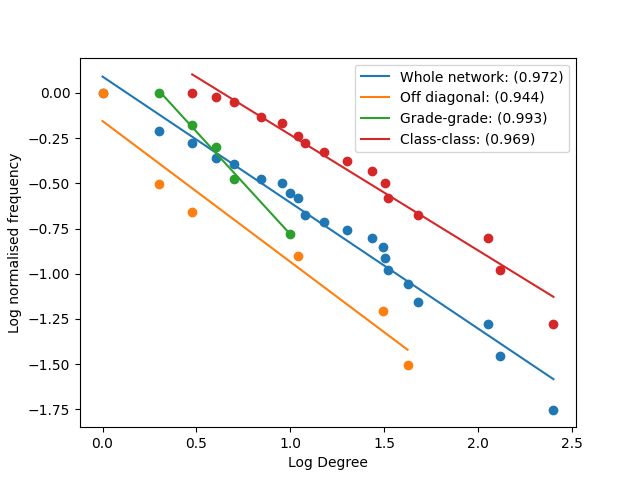 Whole network: (0.972)
Off diagonal: (0.944)
Grade-grade: (0.993)
Class-class: (0.969)
Log normalised frequency
0.00
−0.25
−0.50
−0.75
−1.00
−1.25
−1.50
−1.75
0.0 0.5 1.0 1.5 2.0 2.5
Log Degree